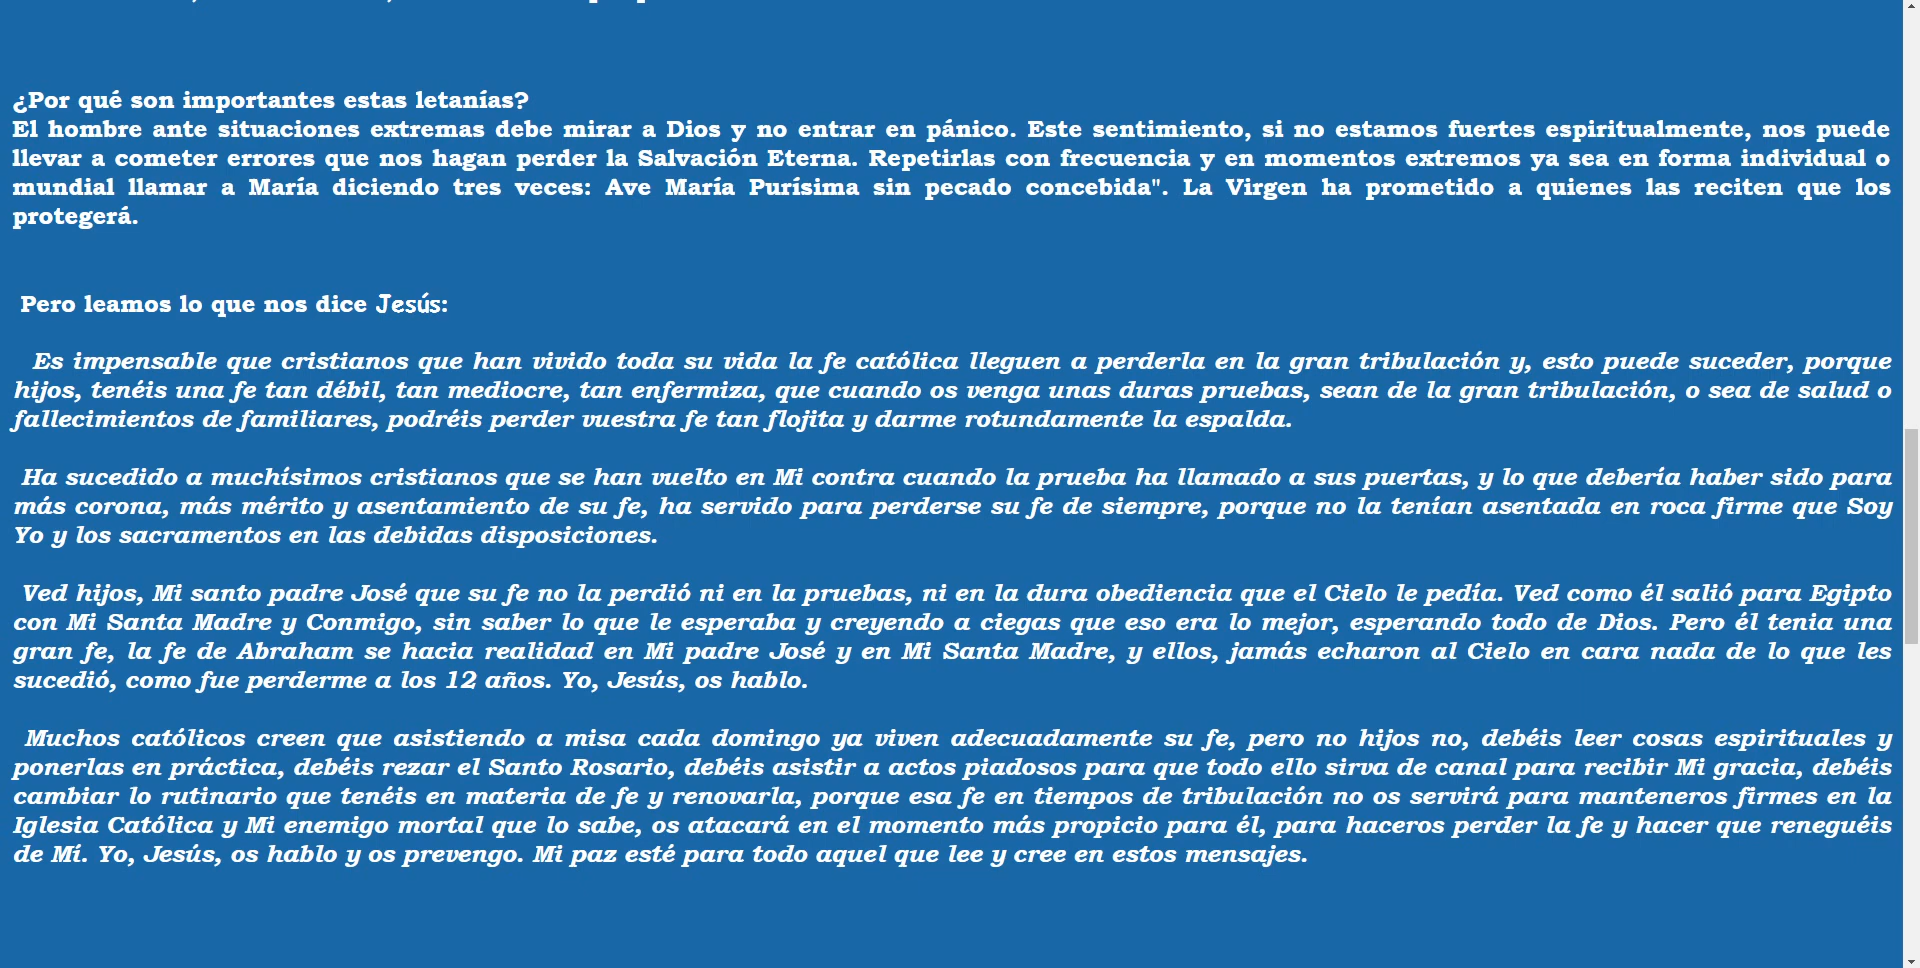 ¿Por qué son importantes estas letanías?
El hombre ante situaciones extremas debe mirar a Dios y no entrar en pánico. Este sentimiento, si no estamos fuertes espiritualmente, nos puede
llevar a cometer errores que nos hagan perder la Salvación Eterna. Repetirlas con frecuencia y en momentos extremos ya sea en forma individual o
mundial llamar a María diciendo tres veces: Ave María Purísima sin pecado concebida". La Virgen ha prometido a quienes las reciten que los
protegerá.
Pero leamos lo que nos dice Jesús:
Es impensable que cristianos que han vivido toda su vida la fe católica lleguen a perderla en la gran tribulación y, esto puede suceder, porque
hijos, tenéis una fe tan débil, tan mediocre, tan enfermiza, que cuando os venga unas duras pruebas, sean de la gran tribulación, o sea de salud o
fallecimientos de familiares, podréis perder vuestra fe tan flojita y darme rotundamente la espalda.
Ha sucedido a muchísimos cristianos que se han vuelto en Mi contra cuando la prueba ha llamado a sus puertas, y lo que debería haber sido para
más corona, más mérito y asentamiento de su fe, ha servido para perderse su fe de siempre, porque no la tenían asentada en roca firme que Soy
Yo y los sacramentos en las debidas disposiciones.
Ved hijos, Mi santo padre José que su fe no la perdió ni en la pruebas, ni en la dura obediencia que el Cielo le pedía. Ved como él salió para Egipto
con Mi Santa Madre y Conmigo, sin saber lo que le esperaba y creyendo a ciegas que eso era lo mejor, esperando todo de Dios. Pero él tenia una
gran fe, la fe de Abraham se hacia realidad en Mi padre José y en Mi Santa Madre, y ellos, jamás echaron al Cielo en cara nada de lo que les
sucedió, como fue perderme a los 12 años. Yo, Jesús, os hablo.
Muchos católicos creen que asistiendo a misa cada domingo ya viven adecuadamente su fe, pero no hijos no, debéis leer cosas espirituales y
ponerlas en práctica, debéis rezar el Santo Rosario, debéis asistir a actos piadosos para que todo ello sirva de canal para recibir Mi gracia, debéis
cambiar lo rutinario que tenéis en materia de fe y renovarla, porque esa fe en tiempos de tribulación no os servirá para manteneros firmes en la
Iglesia Católica y Mi enemigo mortal que lo sabe, os atacará en el momento más propicio para él, para haceros perder la fe y hacer que reneguéis
de Mí. Yo, Jesús, os hablo y os prevengo. Mi paz esté para todo aquel que lee y cree en estos mensajes.